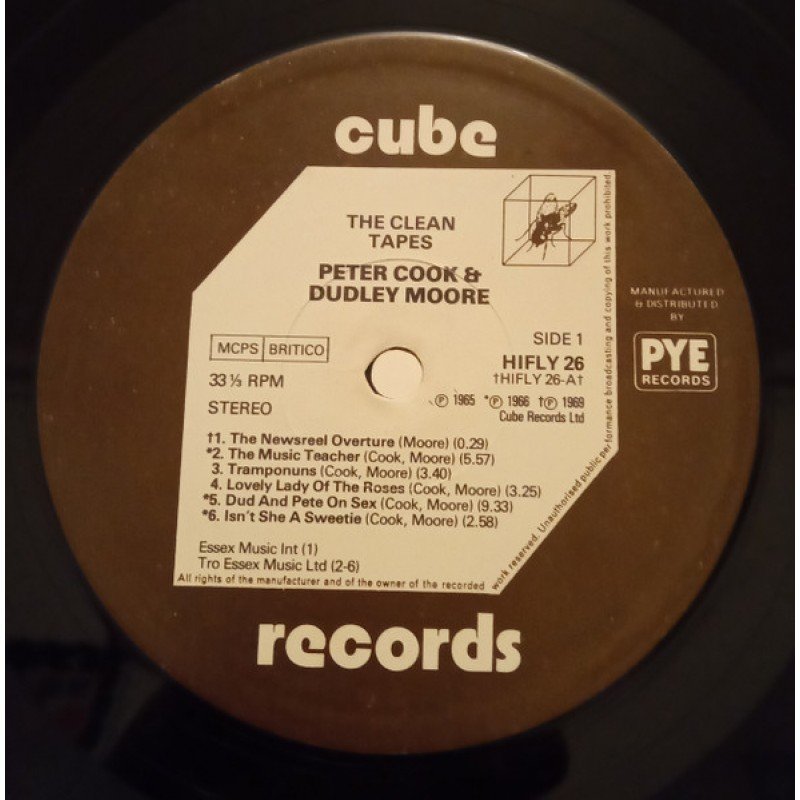 cube
THE CLEAN
TAPES
PETER COOK &
DUDLEY MOORE
MCPS BRITICO
33⅓ RPM
STEREO
SIDE 1
HIFLY 26
†HIFLY 26-A†
℗ 1965 *℗ 1966 †℗ 1969
Cube Records Ltd
†1. The Newsreel Overture (Moore) (0.29)
*2. The Music Teacher (Cook, Moore) (5.57)
3. Tramponuns (Cook, Moore) (3.40)
4. Lovely Lady Of The Roses (Cook, Moore) (3.25)
*5. Dud And Pete On Sex (Cook, Moore) (9.33)
*6. Isn't She A Sweetie (Cook, Moore) (2.58)
Essex Music Int (1)
Tro Essex Music Ltd (2-6)
All rights of the manufacturer and of the owner of the recorded
work reserved. Unauthorised public performance broadcasting and copying of this work prohibited.
MANUFACTURED
& DISTRIBUTED
BY
PYE
RECORDS
records